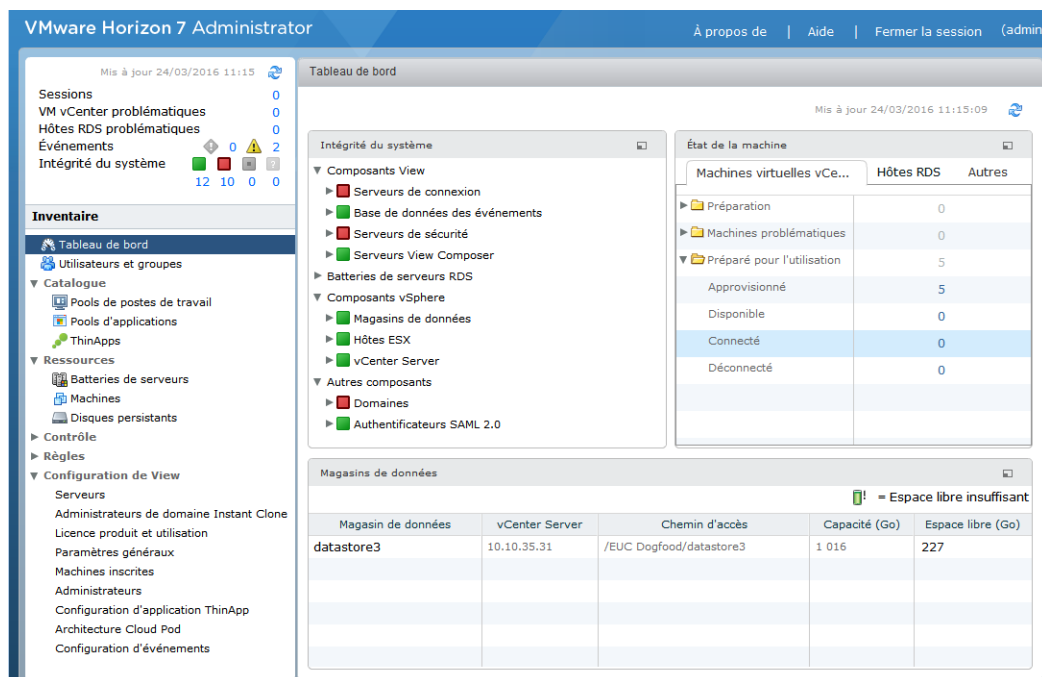 VMware Horizon 7 Administrator
À propos de | Aide | Fermer la session (admin
Mis à jour 24/03/2016 11:15
Sessions 0
VM vCenter problématiques 0
Hôtes RDS problématiques 0
Événements 0 2
Intégrité du système
12 10 0 0
Inventaire
Tableau de bord
Utilisateurs et groupes
Catalogue
Pools de postes de travail
Pools d'applications
ThinApps
Ressources
Batteries de serveurs
Machines
Disques persistants
Contrôle
Règles
Configuration de View
Serveurs
Administrateurs de domaine Instant Clone
Licence produit et utilisation
Paramètres généraux
Machines inscrites
Administrateurs
Configuration d'application ThinApp
Architecture Cloud Pod
Configuration d'événements
Tableau de bord
Mis à jour 24/03/2016 11:15:09
Intégrité du système
Composants View
Serveurs de connexion
Base de données des événements
Serveurs de sécurité
Serveurs View Composer
Batteries de serveurs RDS
Composants vSphere
Magasins de données
Hôtes ESX
vCenter Server
Autres composants
Domaines
Authentificateurs SAML 2.0
État de la machine
Machines virtuelles vCe... Hôtes RDS Autres
Préparation 0
Machines problématiques 0
Préparé pour l'utilisation 5
Approvisionné 5
Disponible 0
Connecté 0
Déconnecté 0
Magasins de données
! = Espace libre insuffisant
Magasin de données vCenter Server Chemin d'accès Capacité (Go) Espace libre (Go)
datastore3 10.10.35.31 /EUC Dogfood/datastore3 1 016 227